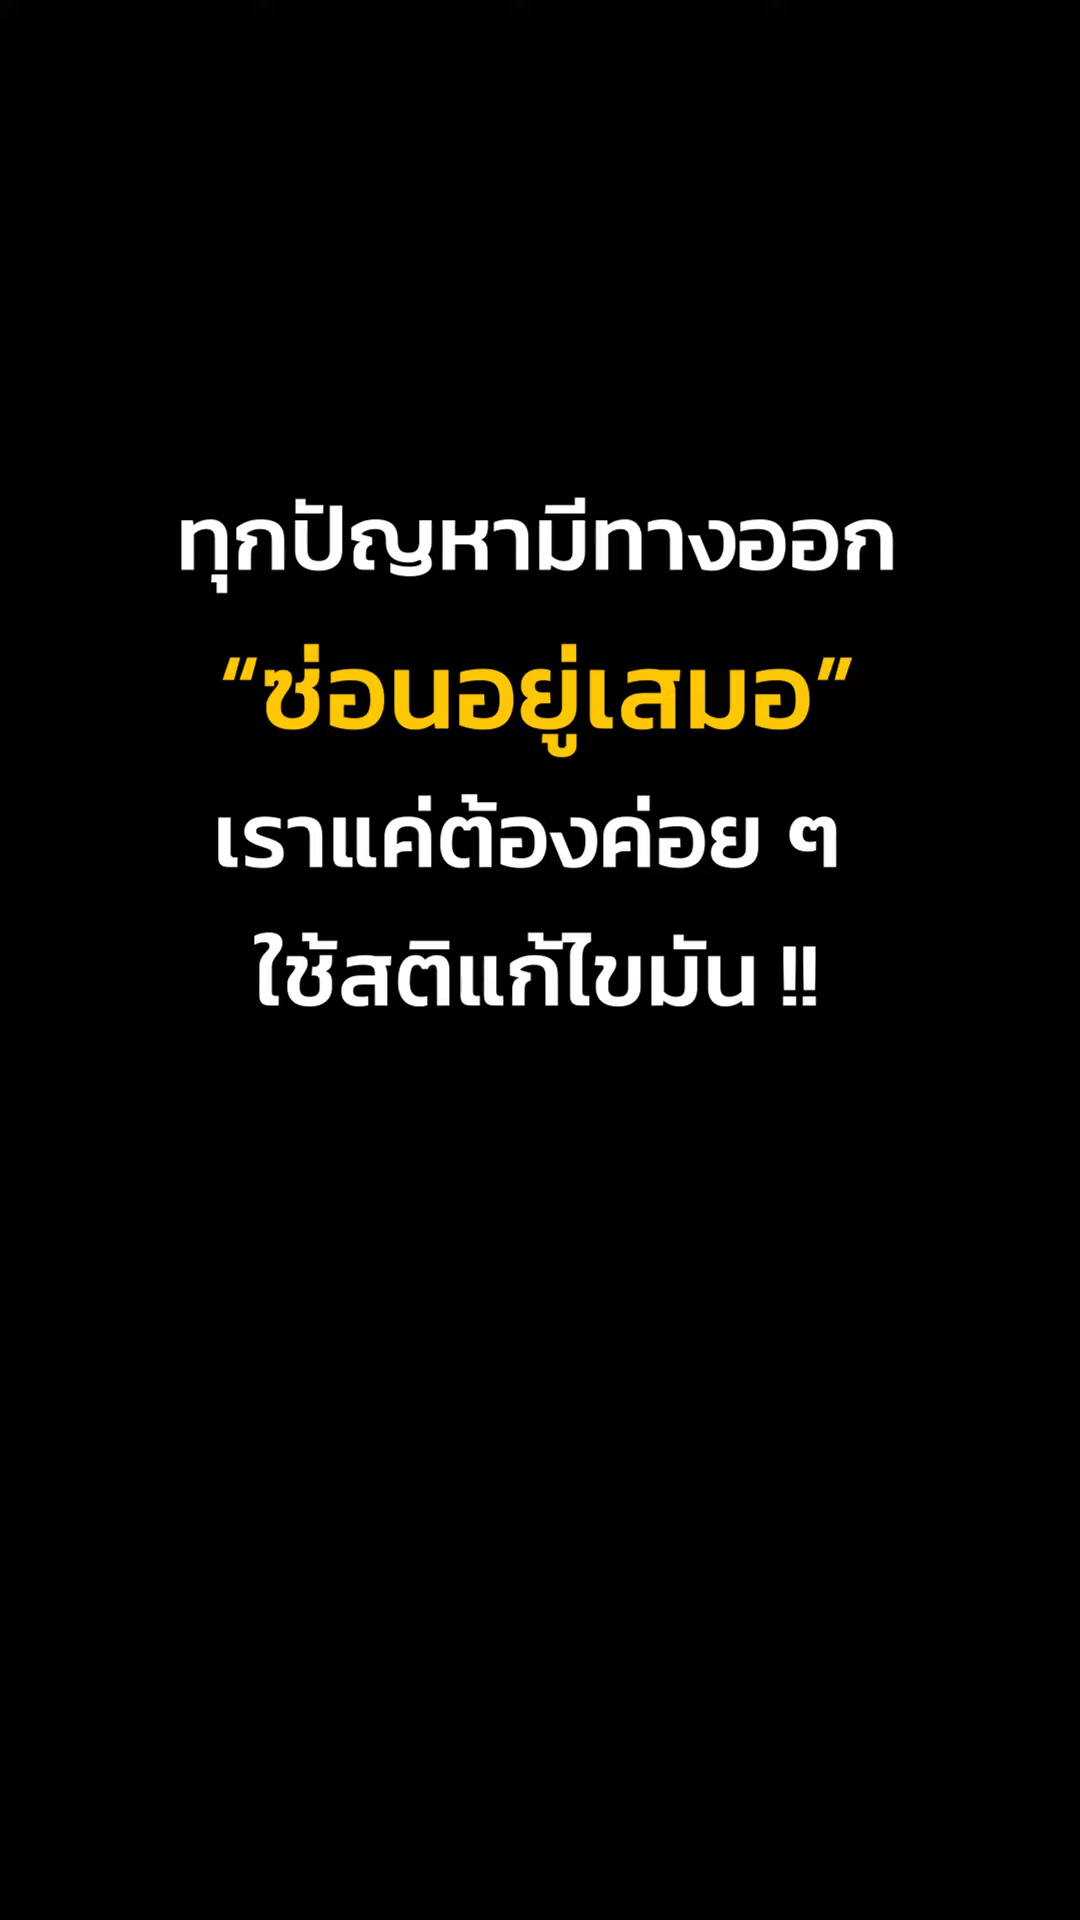 ทุกปัญหามีทางออก
“ซ่อนอยู่เสมอ”
เราแค่ต้องค่อย ๆ
ใช้สติแก้ไขมัน !!